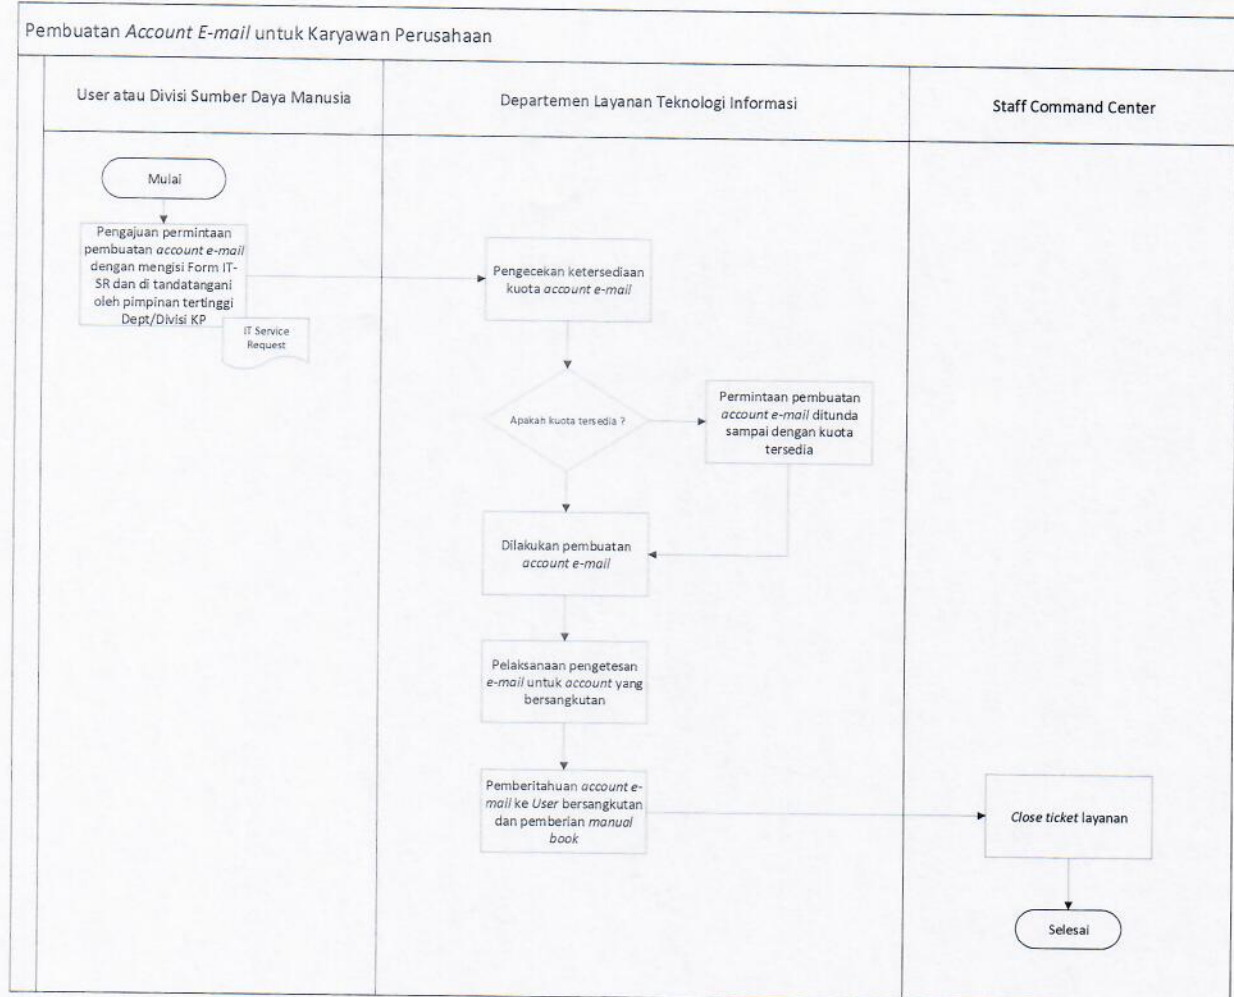 Pembuatan Account E-mail untuk Karyawan Perusahaan
User atau Divisi Sumber Daya Manusia
Departemen Layanan Teknologi Informasi
Staff Command Center
Mulai
Pengajuan permintaan
pembuatan account e-mail
dengan mengisi Form IT-
SR dan di tandatangani
oleh pimpinan tertinggi
Dept/Divisi KP
IT Service
Request
Pengecekan ketersediaan
kuota account e-mail
Apakah kuota tersedia ?
Permintaan pembuatan
account e-mail ditunda
sampai dengan kuota
tersedia
Dilakukan pembuatan
account e-mail
Pelaksanaan pengetesan
e-mail untuk account yang
bersangkutan
Pemberitahuan account e-
mail ke User bersangkutan
dan pemberian manual
book
Close ticket layanan
Selesai